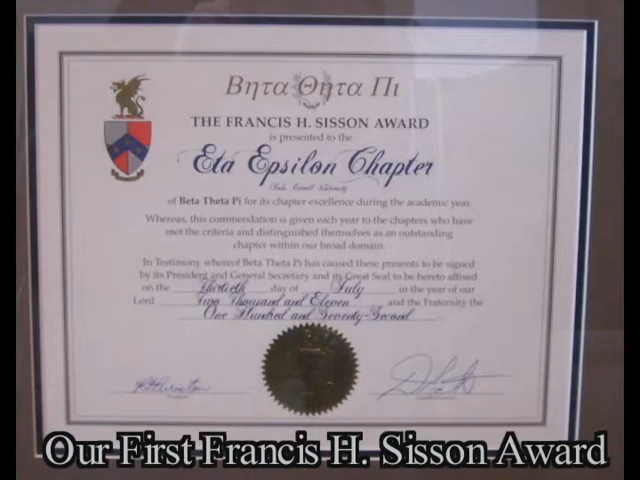 Βητα Θητα Πι
THE FRANCIS H. SISSON AWARD
is presented to the
Eta Epsilon Chapter
of Beta Theta Pi for its chapter excellence during the academic year
Whereas, this commendation is given each year to the chapters who have
met the criteria and distinguished themselves as an outstanding
chapter within our broad domain.
In Testimony whereof Beta Theta Pi has caused these presents to be signed
by its President and General Secretary and its Great Seal to be hereto affixed
on the Thirtieth day of July in the year of our
Lord Two Thousand and Eleven and the Fraternity the
One Hundred and Seventy-Second
Our First Francis H. Sisson Award